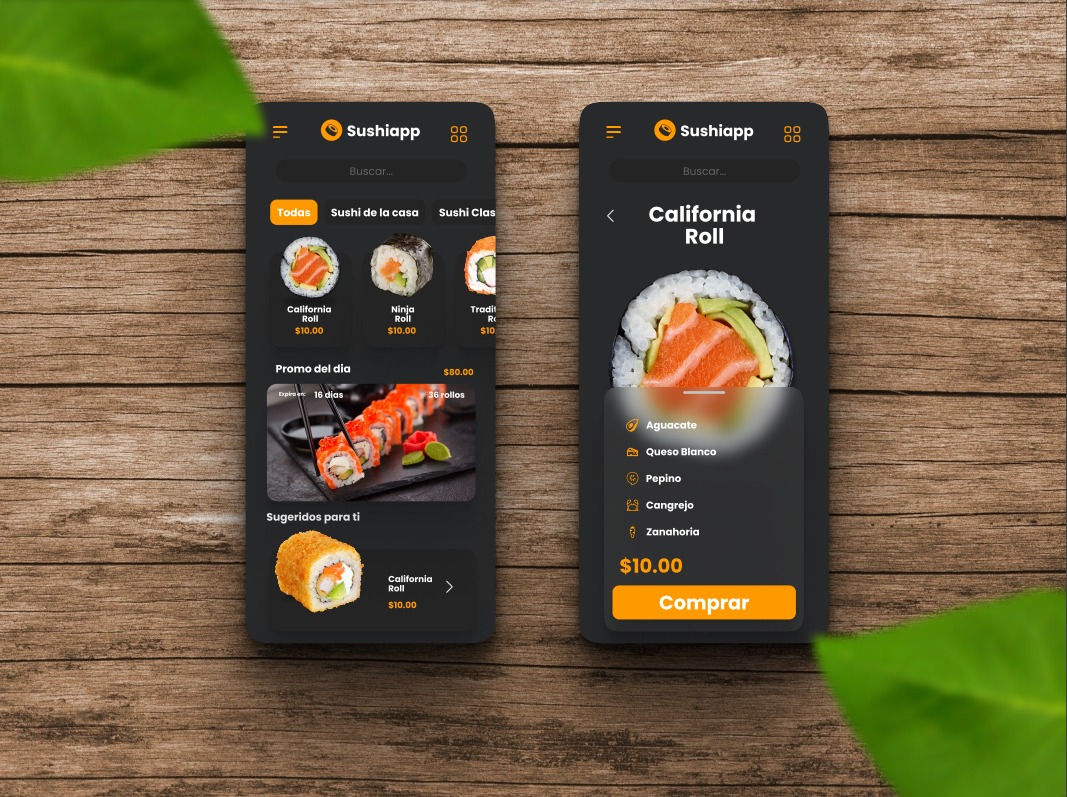 Sushiapp
Buscar...
Todas
Sushi de la casa
Sushi Clas
California
Roll
$10.00
Ninja
Roll
$10.00
Tradit
Ro
$10
Promo del dia
$80.00
Expira en:
16 dias
36 rollos
Sugeridos para ti
California
Roll
$10.00
Sushiapp
Buscar...
California
Roll
Aguacate
Queso Blanco
Pepino
Cangrejo
Zanahoria
$10.00
Comprar